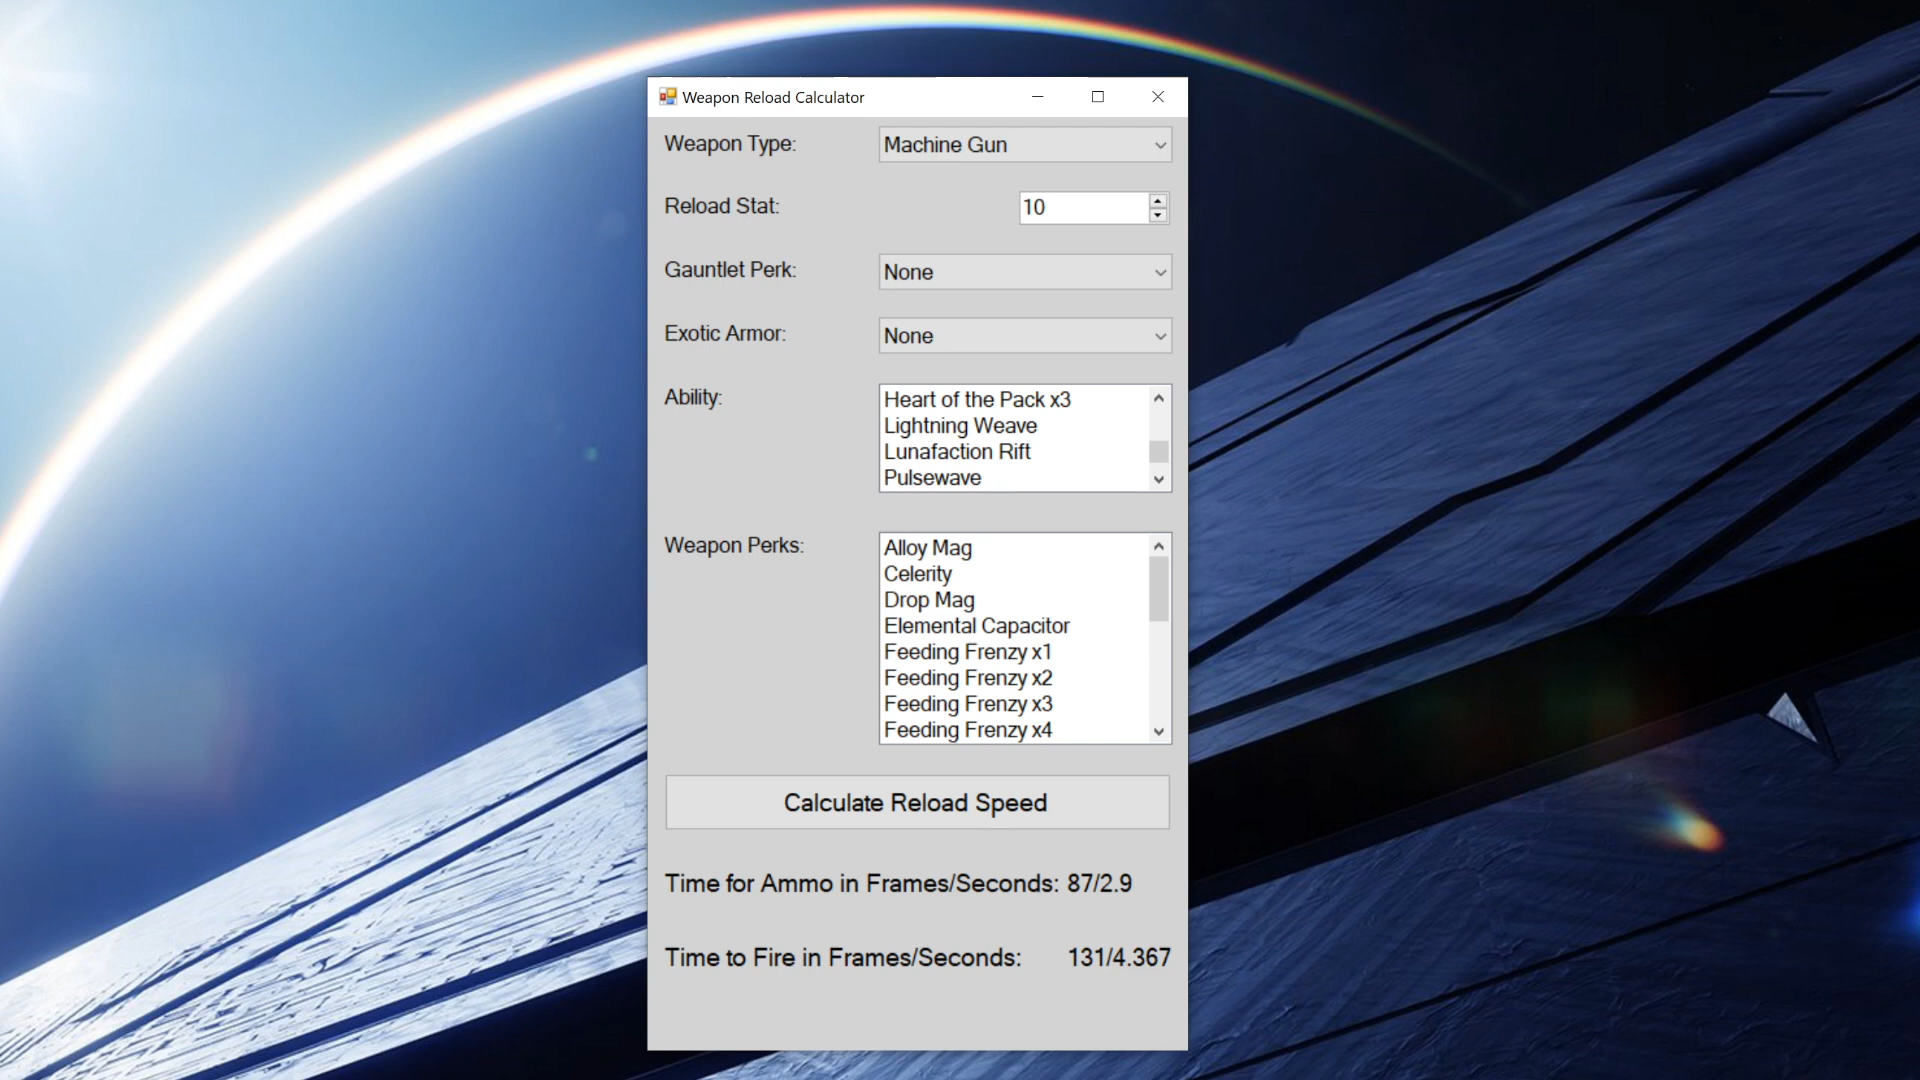 Weapon Reload Calculator
Weapon Type: Machine Gun
Reload Stat: 10
Gauntlet Perk: None
Exotic Armor: None
Ability:
Heart of the Pack x3
Lightning Weave
Lunafaction Rift
Pulsewave
Weapon Perks:
Alloy Mag
Celerity
Drop Mag
Elemental Capacitor
Feeding Frenzy x1
Feeding Frenzy x2
Feeding Frenzy x3
Feeding Frenzy x4
Calculate Reload Speed
Time for Ammo in Frames/Seconds: 87/2.9
Time to Fire in Frames/Seconds: 131/4.367